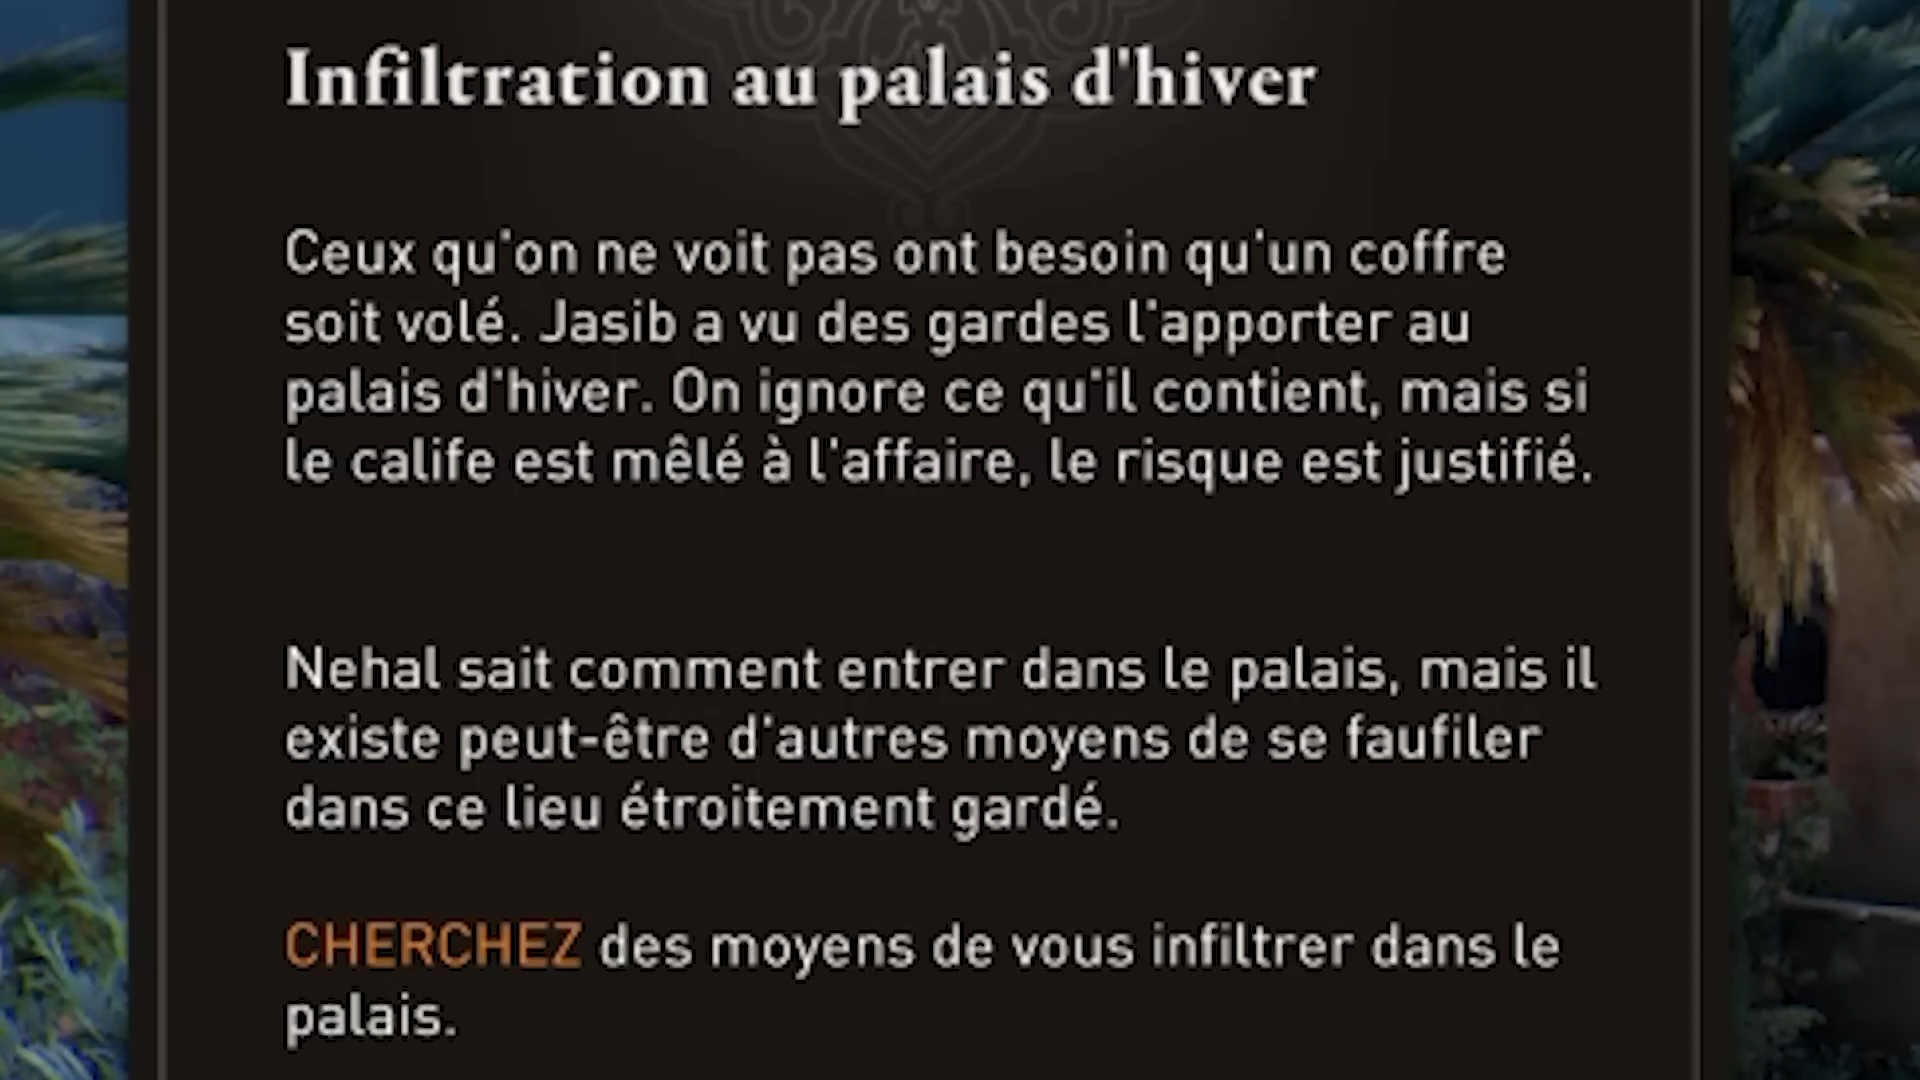 Infiltration au palais d'hiver
Ceux qu'on ne voit pas ont besoin qu'un coffre
soit volé. Jasib a vu des gardes l'apporter au
palais d'hiver. On ignore ce qu'il contient, mais si
le calife est mêlé à l'affaire, le risque est justifié.
Nehal sait comment entrer dans le palais, mais il
existe peut-être d'autres moyens de se faufiler
dans ce lieu étroitement gardé.
CHERCHEZ des moyens de vous infiltrer dans le
palais.